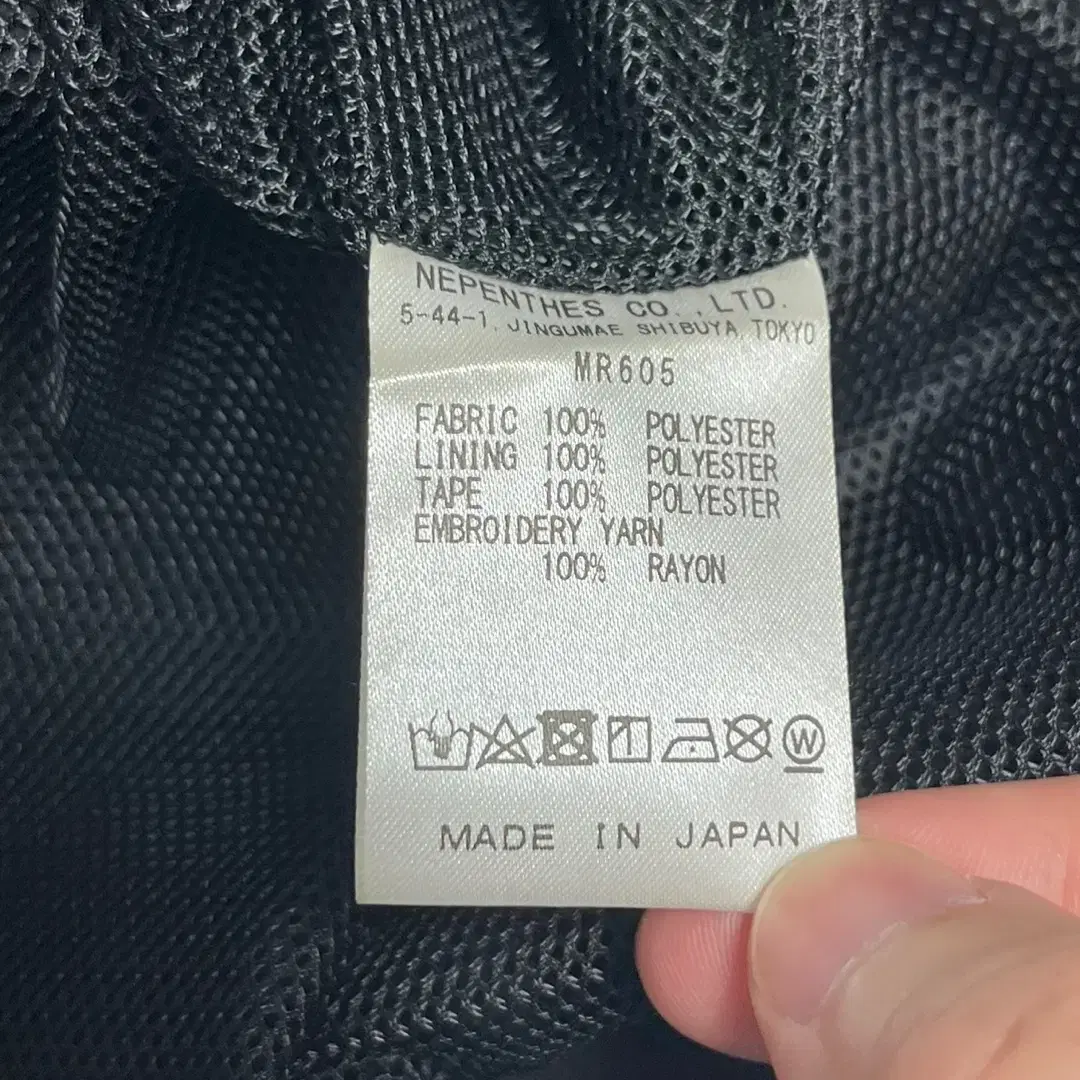 NEPENTHES CO.,LTD.
5-44-1, JINGUMAE SHIBUYA, TOKYO
MR605
FABRIC 100% POLYESTER
LINING 100% POLYESTER
TAPE 100% POLYESTER
EMBROIDERY YARN
100% RAYON
W
MADE IN JAPAN